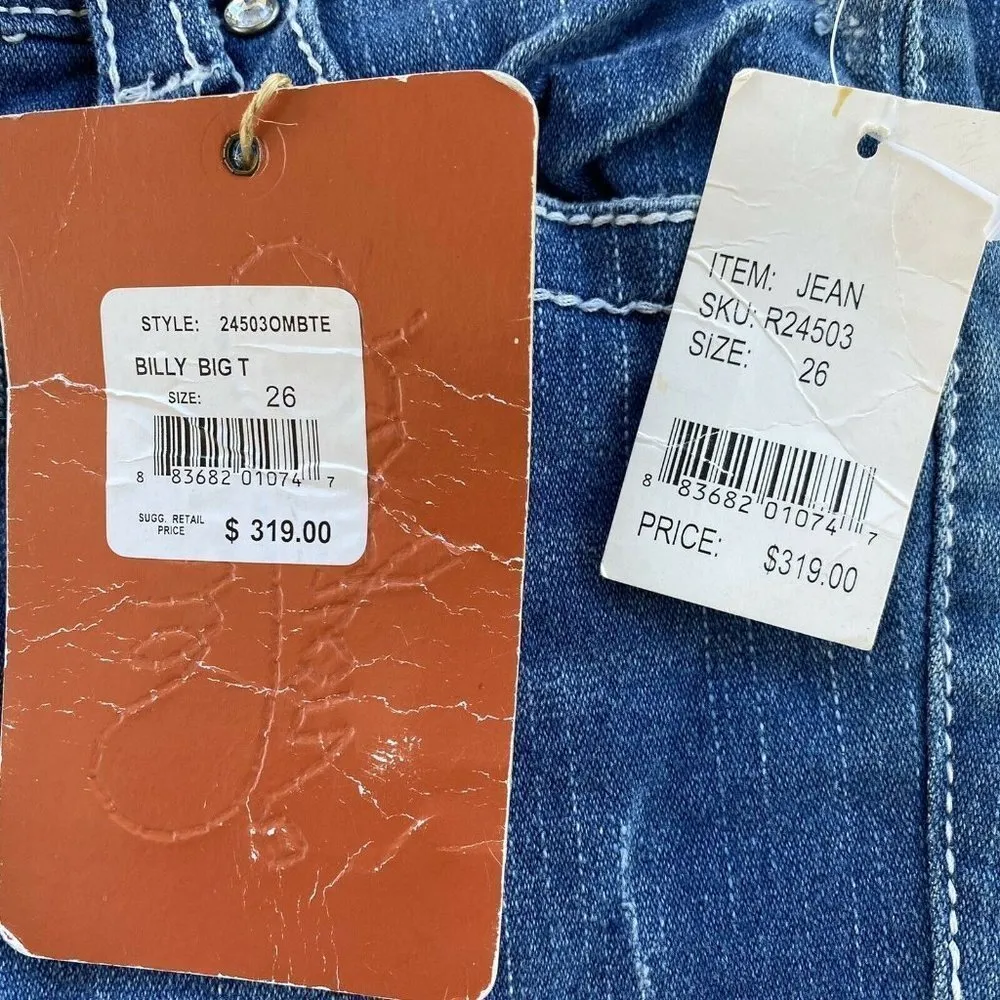 STYLE: 24503OMBTE
BILLY BIG T
SIZE: 26
8 83682 01074 7
SUGG. RETAIL
PRICE $ 319.00
ITEM: JEAN
SKU: R24503
SIZE: 26
8 83682 01074 7
PRICE: $319.00